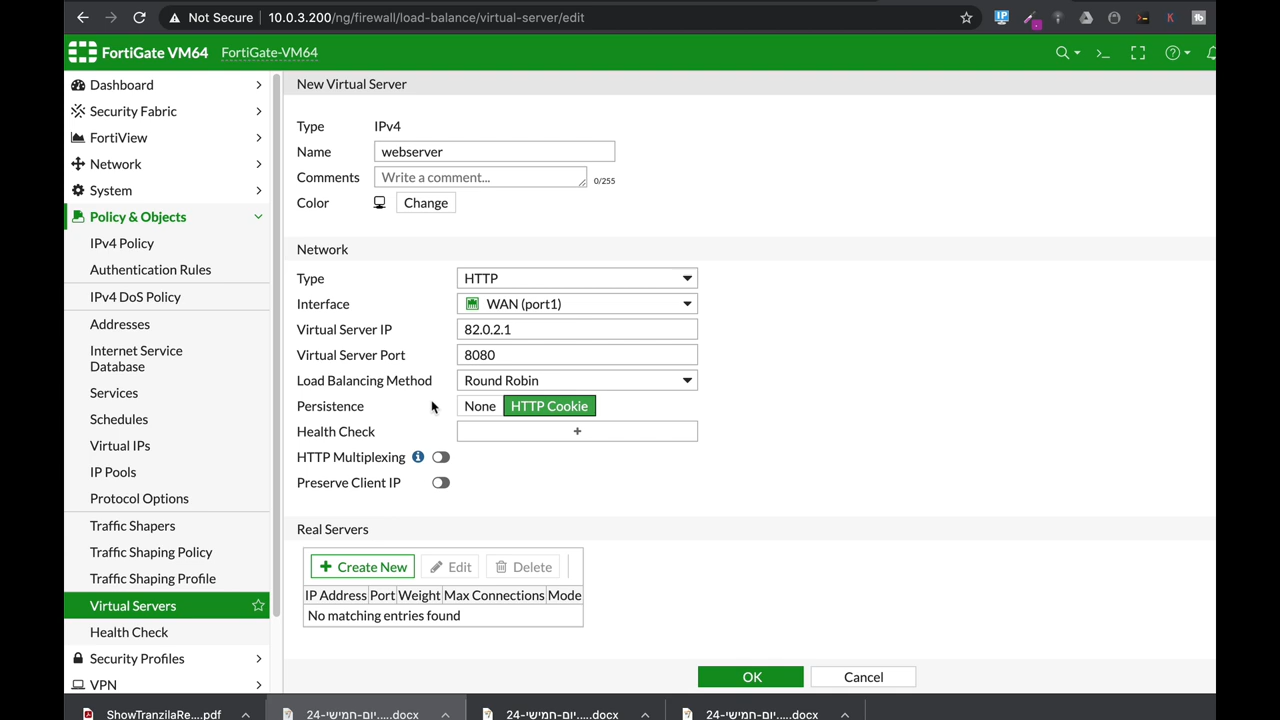 Not Secure 10.0.3.200/ng/firewall/load-balance/virtual-server/edit
IP
K
tb
FortiGate VM64 FortiGate-VM64
Dashboard
Security Fabric
FortiView
Network
System
Policy & Objects
IPv4 Policy
Authentication Rules
IPv4 DoS Policy
Addresses
Internet Service
Database
Services
Schedules
Virtual IPs
IP Pools
Protocol Options
Traffic Shapers
Traffic Shaping Policy
Traffic Shaping Profile
Virtual Servers
Health Check
Security Profiles
VPN
New Virtual Server
Type IPv4
Name webserver
Comments Write a comment... 0/255
Color Change
Network
Type HTTP
Interface WAN (port1)
Virtual Server IP 82.0.2.1
Virtual Server Port 8080
Load Balancing Method Round Robin
Persistence None HTTP Cookie
Health Check +
HTTP Multiplexing
Preserve Client IP
Real Servers
+ Create New Edit Delete
IP Address Port Weight Max Connections Mode
No matching entries found
OK Cancel
ShowTranzilaRe....pdf 24-יום-חמישי.....docx 24-יום-חמישי.....docx 24-יום-חמישי.....docx